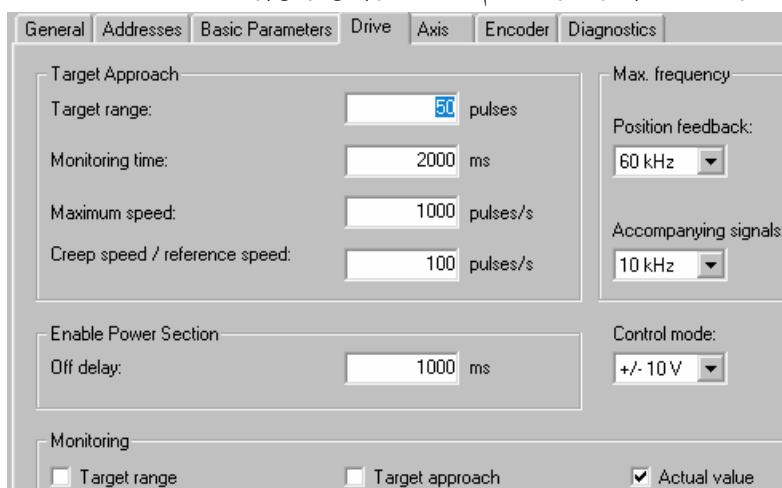 General Addresses Basic Parameters Drive Axis Encoder Diagnostics
Target Approach
Target range: 50 pulses
Monitoring time: 2000 ms
Maximum speed: 1000 pulses/s
Creep speed / reference speed: 100 pulses/s
Max. frequency
Position feedback:
60 kHz
Accompanying signals
10 kHz
Enable Power Section
Off delay: 1000 ms
Control mode:
+/- 10 V
Monitoring
Target range Target approach Actual value